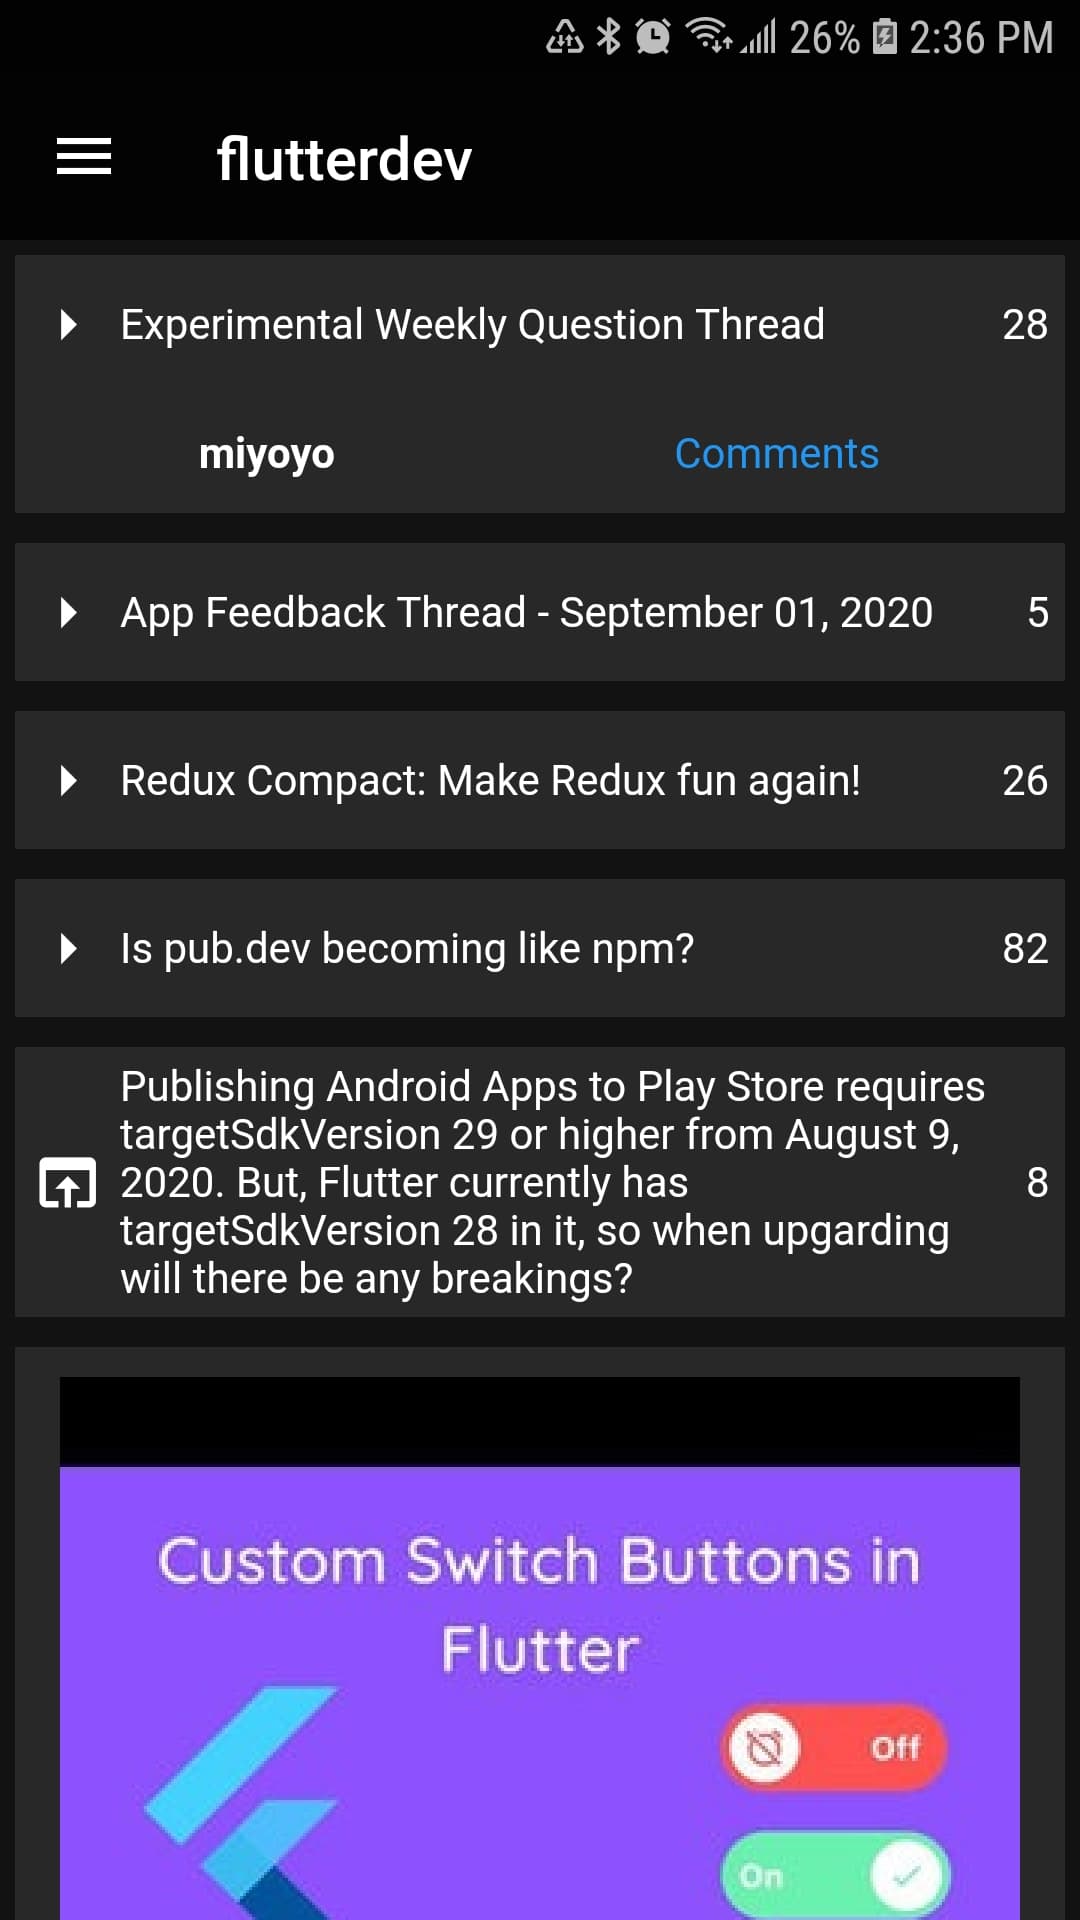 26% 2:36 PM
flutterdev
Experimental Weekly Question Thread 28
miyoyo Comments
App Feedback Thread - September 01, 2020 5
Redux Compact: Make Redux fun again! 26
Is pub.dev becoming like npm? 82
Publishing Android Apps to Play Store requires
targetSdkVersion 29 or higher from August 9,
2020. But, Flutter currently has 8
targetSdkVersion 28 in it, so when upgarding
will there be any breakings?
Custom Switch Buttons in
Flutter
Off
On